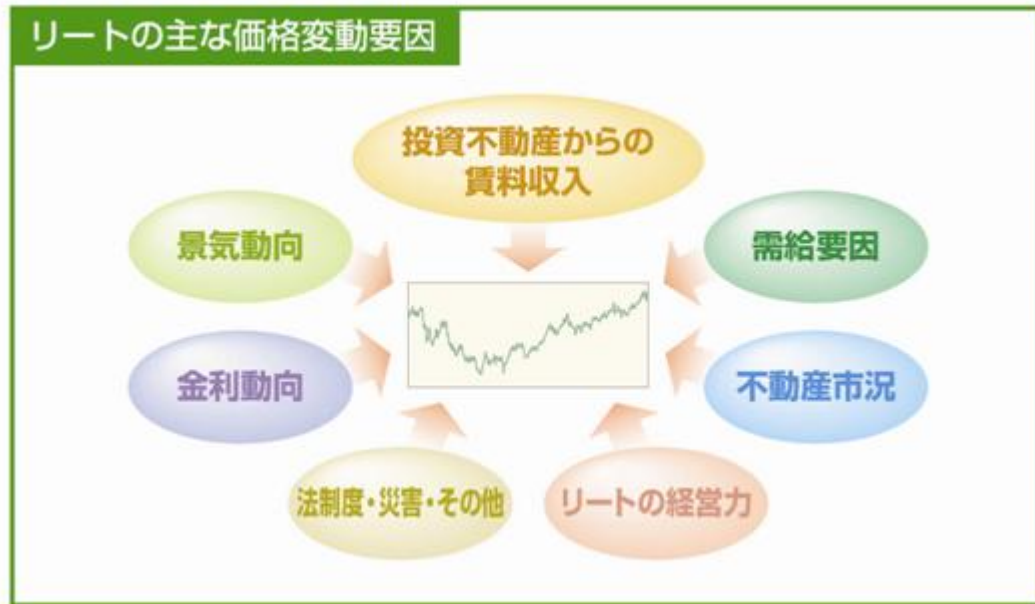 リートの主な価格変動要因
投資不動産からの
賃料収入
景気動向
需給要因
金利動向
不動産市況
法制度・災害・その他
リートの経営力